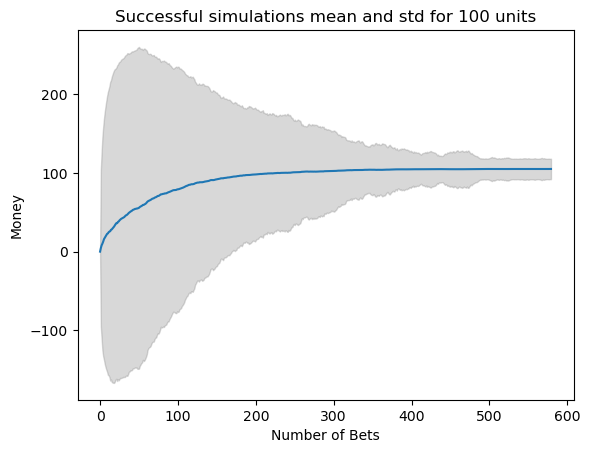 Successful simulations mean and std for 100 units
Money
200
100
0
−100
0 100 200 300 400 500 600
Number of Bets